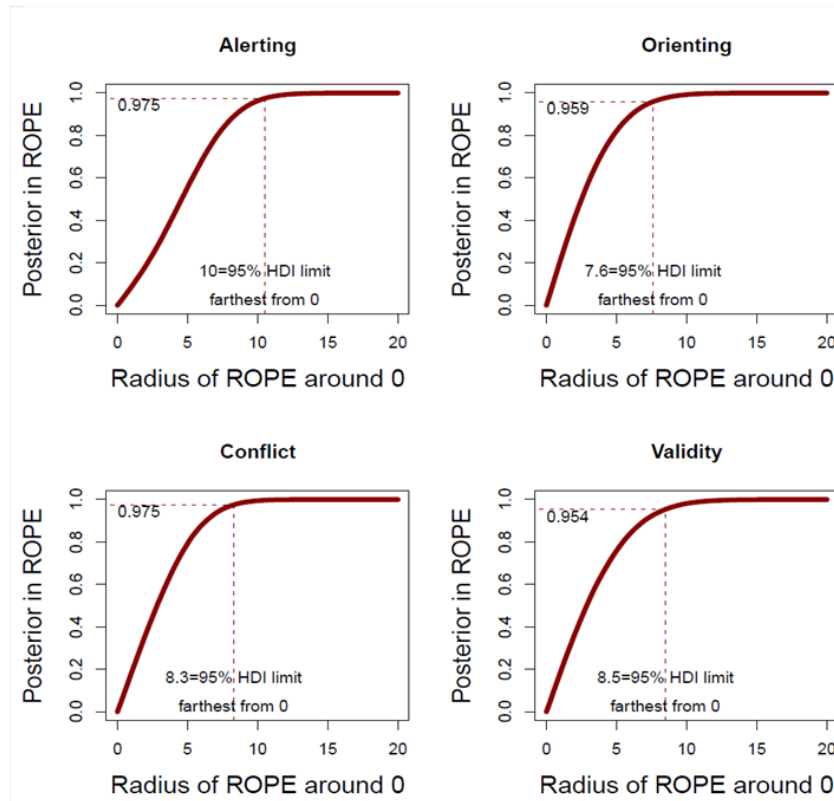 Alerting
Posterior in ROPE
0.0 0.2 0.4 0.6 0.8 1.0
0.975
10=95% HDI limit
farthest from 0
0 5 10 15 20
Radius of ROPE around 0
Orienting
Posterior in ROPE
0.0 0.2 0.4 0.6 0.8 1.0
0.959
7.6=95% HDI limit
farthest from 0
0 5 10 15 20
Radius of ROPE around 0
Conflict
Posterior in ROPE
0.0 0.2 0.4 0.6 0.8 1.0
0.975
8.3=95% HDI limit
farthest from 0
0 5 10 15 20
Radius of ROPE around 0
Validity
Posterior in ROPE
0.0 0.2 0.4 0.6 0.8 1.0
0.954
8.5=95% HDI limit
farthest from 0
0 5 10 15 20
Radius of ROPE around 0